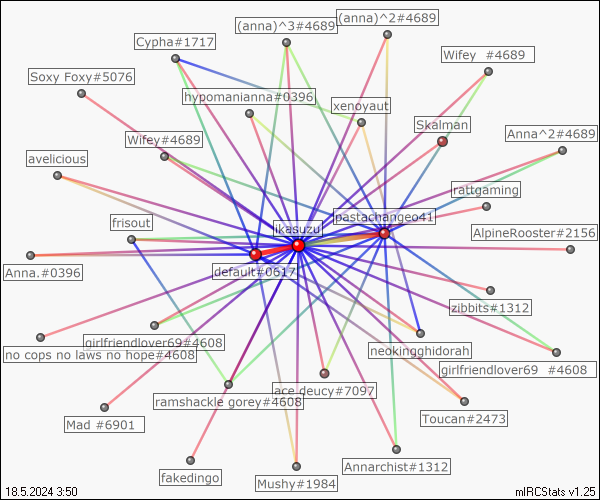 (anna)^3#4689
(anna)^2#4689
Cypha#1717
Wifey  #4689
Soxy Foxy#5076
hypomanianna#0396
xenoyaut
Skalman
Wifey#4689
Anna^2#4689
avelicious
rattgaming
frisout
pastachangeo41
ikasuzu
AlpineRooster#2156
Anna.#0396
default#0617
zibbits#1312
girlfriendlover69#4608
neokingghidorah
no cops no laws no hope#4608
girlfriendlover69  #4608
ace deucy#7097
ramshackle gorey#4608
Toucan#2473
Mad #6901
Annarchist#1312
fakedingo
Mushy#1984
18.5.2024 3:50
mIRCStats v1.25